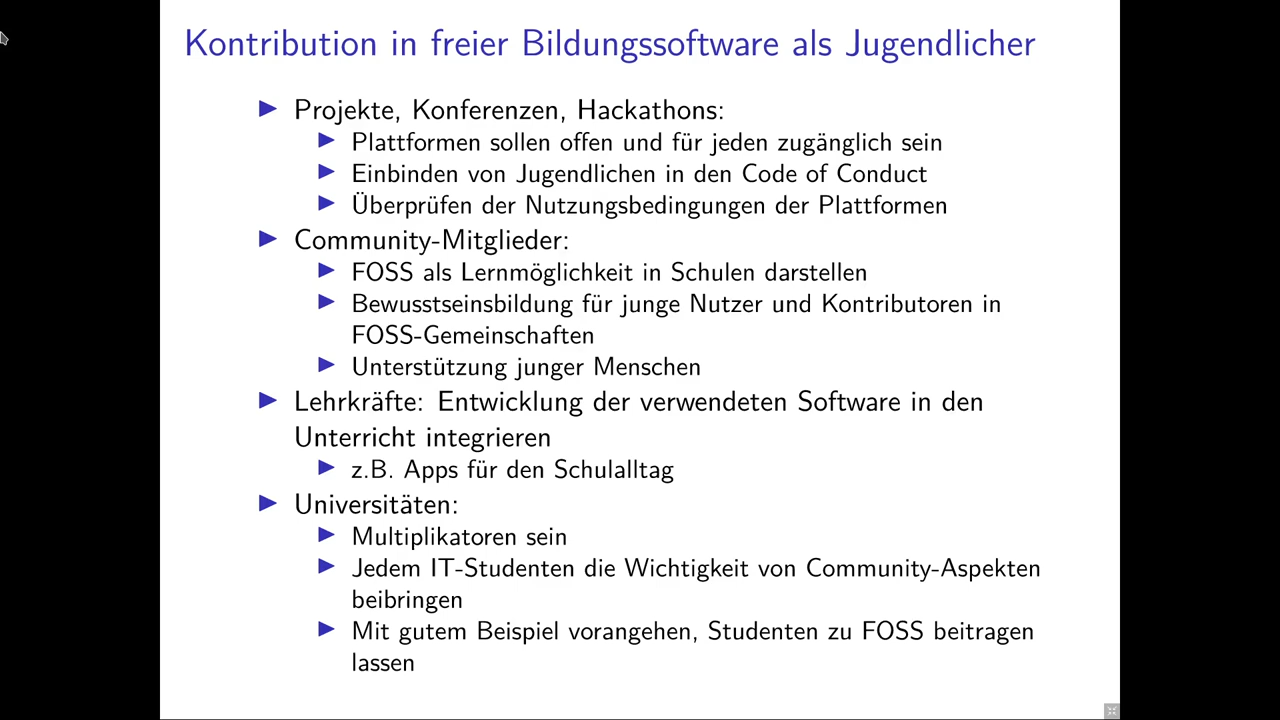 Kontribution in freier Bildungssoftware als Jugendlicher
Projekte, Konferenzen, Hackathons:
Plattformen sollen offen und für jeden zugänglich sein
Einbinden von Jugendlichen in den Code of Conduct
Überprüfen der Nutzungsbedingungen der Plattformen
Community-Mitglieder:
FOSS als Lernmöglichkeit in Schulen darstellen
Bewusstseinsbildung für junge Nutzer und Kontributoren in
FOSS-Gemeinschaften
Unterstützung junger Menschen
Lehrkräfte: Entwicklung der verwendeten Software in den
Unterricht integrieren
z.B. Apps für den Schulalltag
Universitäten:
Multiplikatoren sein
Jedem IT-Studenten die Wichtigkeit von Community-Aspekten
beibringen
Mit gutem Beispiel vorangehen, Studenten zu FOSS beitragen
lassen